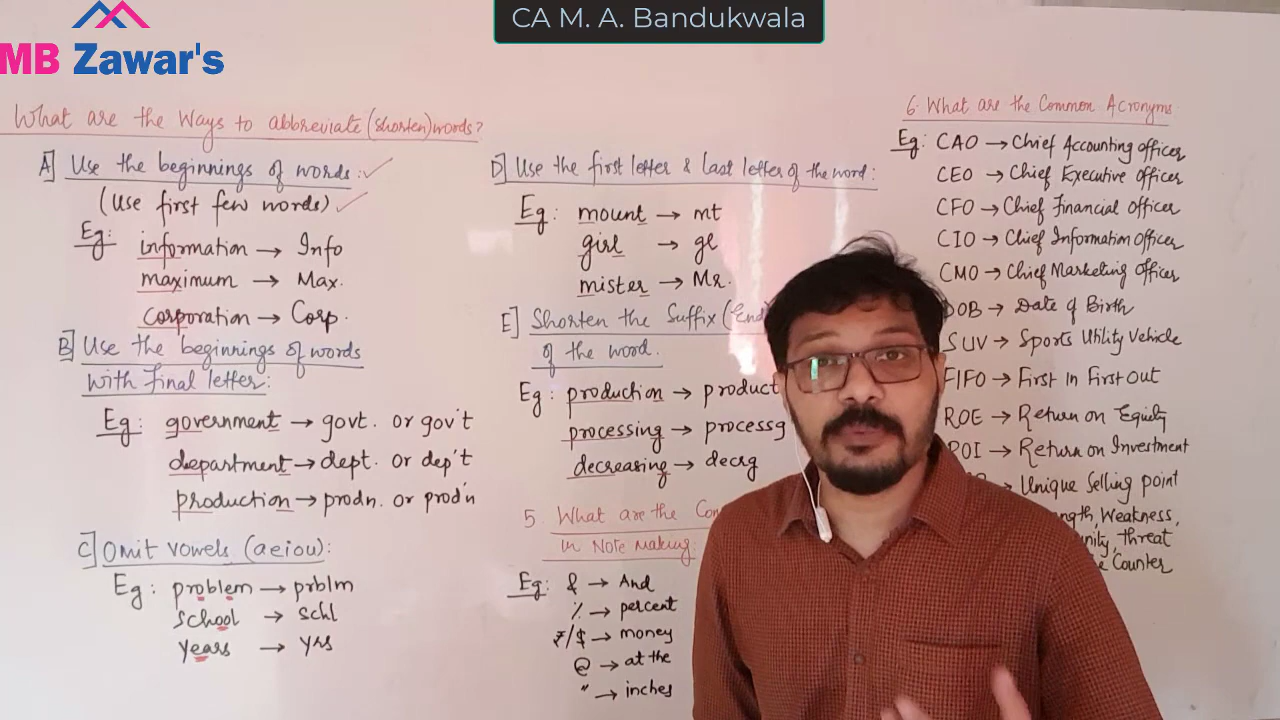 CA M. A. Bandukwala
MB Zawar's
What are the Ways to abbreviate (shorten) words?
A] Use the beginnings of words:
(Use first few words)
Eg:
information → Info
maximum → Max.
corporation → Corp.
B] Use the beginnings of words
with final letter:
Eg: government → govt. or gov't
department → dept. or dep't
production → prodn. or prod'n
C] Omit vowels (aeiou):
Eg: problem → prblm
school → schl
years → yrs
D] Use the first letter & last letter of the word:
Eg: mount → mt
girl → gl
mister → Mr.
E] Shorten the Suffix (End
of the word.
Eg: production → product
processing → processg
decreasing → decrg
5. What are the
in Note Making:
Eg: & → And
% → percent
₹/$ → money
@ → at the
" → inches
6. What are the Common Acronyms
Eg: CAO → Chief Accounting officer
CEO → Chief Executive officer
CFO → Chief Financial officer
CIO → Chief Information officer
CMO → Chief Marketing officer
DOB → Date of Birth
SUV → Sports Utility Vehicle
FIFO → First In First Out
ROE → Return on Equity
ROI → Return on Investment
→ Unique Selling point
Weakness,
threat
Counter